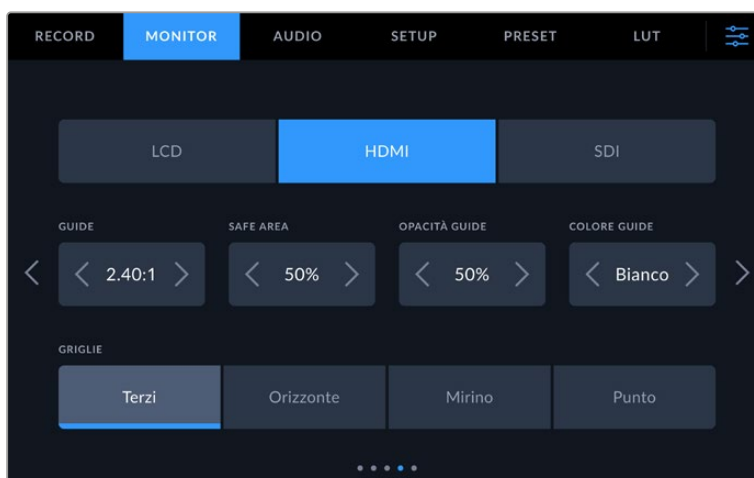 RECORD MONITOR AUDIO SETUP PRESET LUT
LCD HDMI SDI
GUIDE SAFE AREA OPACITÀ GUIDE COLORE GUIDE
2.40:1 50% 50% Bianco
GRIGLIE
Terzi Orizzonte Mirino Punto